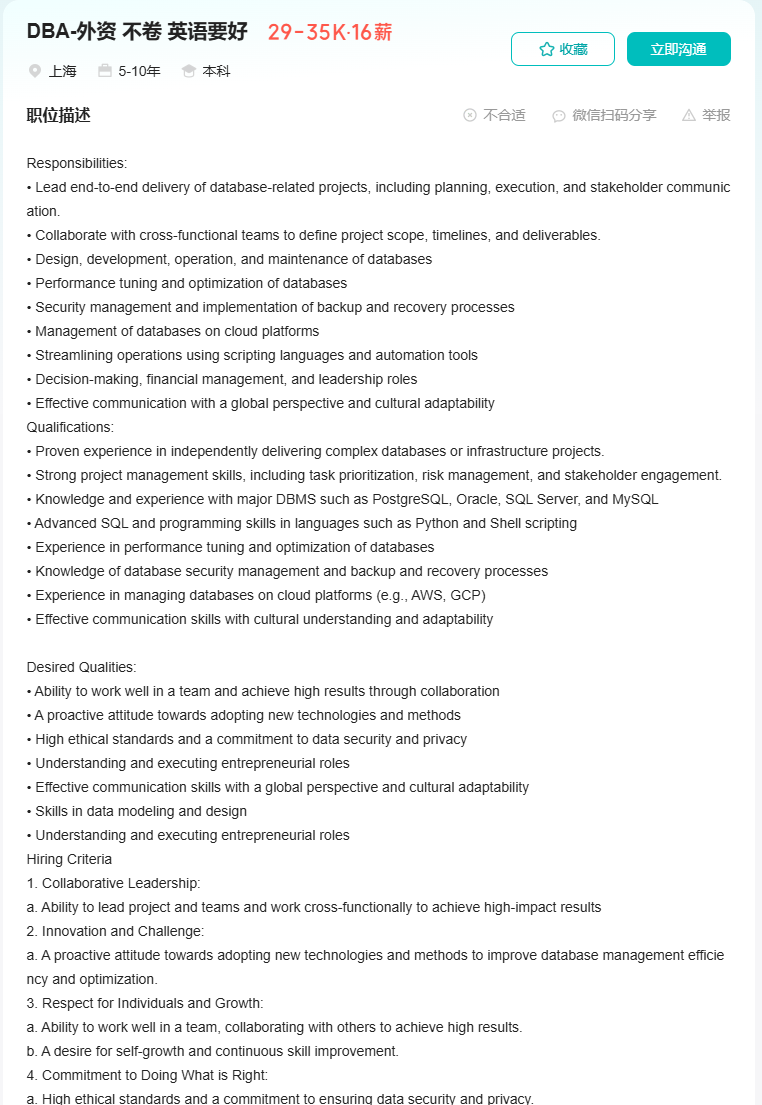 DBA-外资 不卷 英语要好 29-35K·16薪
收藏 立即沟通
上海 5-10年 本科
职位描述 不合适 微信扫码分享 举报
Responsibilities:
• Lead end-to-end delivery of database-related projects, including planning, execution, and stakeholder communic
ation.
• Collaborate with cross-functional teams to define project scope, timelines, and deliverables.
• Design, development, operation, and maintenance of databases
• Performance tuning and optimization of databases
• Security management and implementation of backup and recovery processes
• Management of databases on cloud platforms
• Streamlining operations using scripting languages and automation tools
• Decision-making, financial management, and leadership roles
• Effective communication with a global perspective and cultural adaptability
Qualifications:
• Proven experience in independently delivering complex databases or infrastructure projects.
• Strong project management skills, including task prioritization, risk management, and stakeholder engagement.
• Knowledge and experience with major DBMS such as PostgreSQL, Oracle, SQL Server, and MySQL
• Advanced SQL and programming skills in languages such as Python and Shell scripting
• Experience in performance tuning and optimization of databases
• Knowledge of database security management and backup and recovery processes
• Experience in managing databases on cloud platforms (e.g., AWS, GCP)
• Effective communication skills with cultural understanding and adaptability
Desired Qualities:
• Ability to work well in a team and achieve high results through collaboration
• A proactive attitude towards adopting new technologies and methods
• High ethical standards and a commitment to data security and privacy
• Understanding and executing entrepreneurial roles
• Effective communication skills with a global perspective and cultural adaptability
• Skills in data modeling and design
• Understanding and executing entrepreneurial roles
Hiring Criteria
1. Collaborative Leadership:
a. Ability to lead project and teams and work cross-functionally to achieve high-impact results
2. Innovation and Challenge:
a. A proactive attitude towards adopting new technologies and methods to improve database management efficie
ncy and optimization.
3. Respect for Individuals and Growth:
a. Ability to work well in a team, collaborating with others to achieve high results.
b. A desire for self-growth and continuous skill improvement.
4. Commitment to Doing What is Right:
a. High ethical standards and a commitment to ensuring data security and privacy.